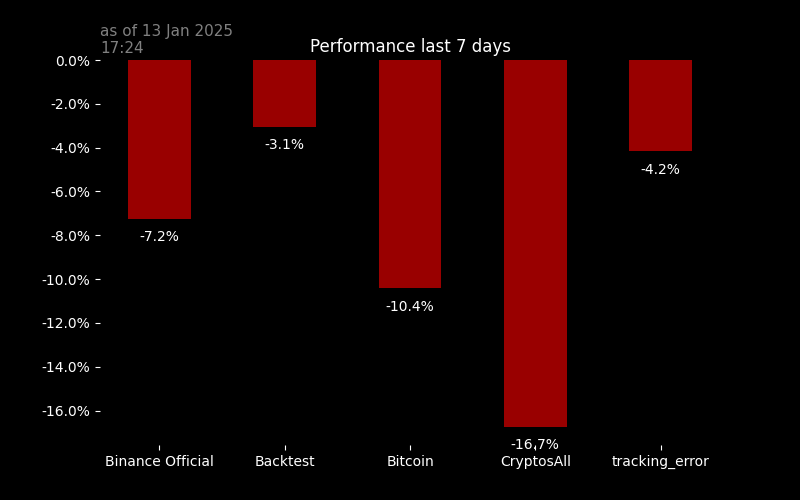 as of 13 Jan 2025
17:24
Performance last 7 days
0.0%
-2.0%
-4.0%
-6.0%
-8.0%
-10.0%
-12.0%
-14.0%
-16.0%
-7.2%
-3.1%
-10.4%
-16.7%
-4.2%
Binance Official
Backtest
Bitcoin
CryptosAll
tracking_error